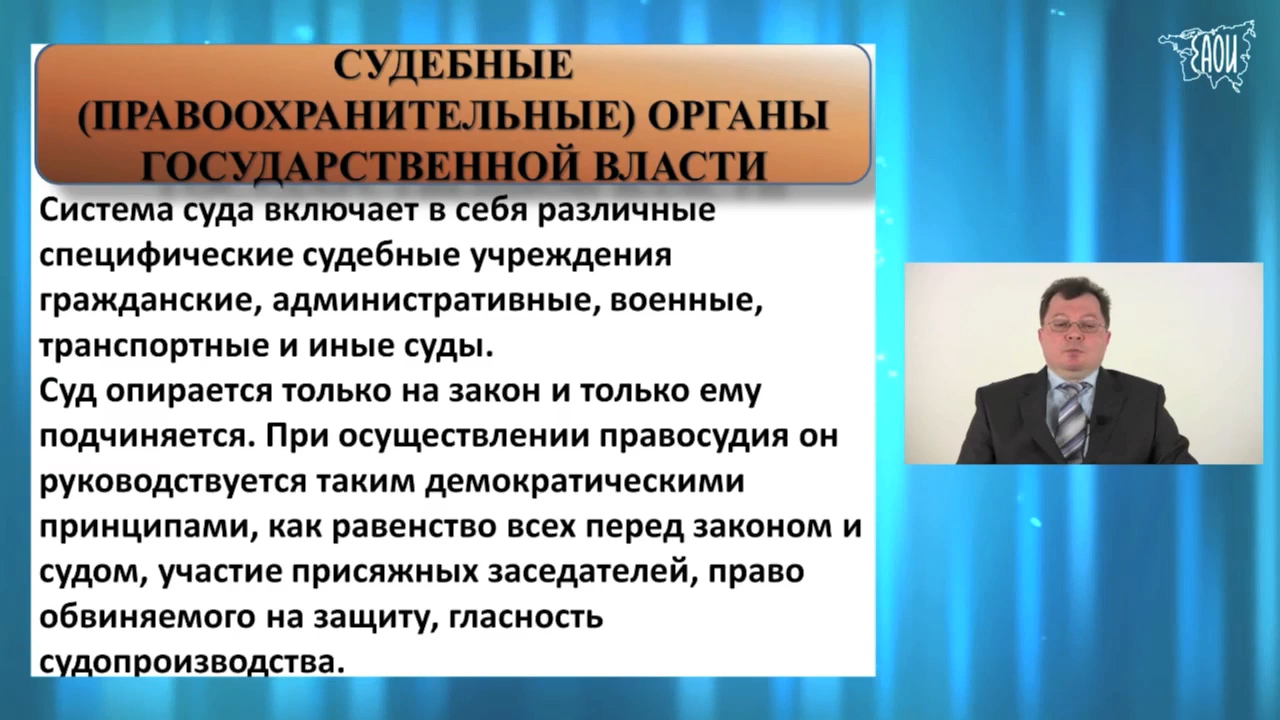 СУДЕБНЫЕ
(ПРАВООХРАНИТЕЛЬНЫЕ) ОРГАНЫ
ГОСУДАРСТВЕННОЙ ВЛАСТИ
Система суда включает в себя различные
специфические судебные учреждения
гражданские, административные, военные,
транспортные и иные суды.
Суд опирается только на закон и только ему
подчиняется. При осуществлении правосудия он
руководствуется таким демократическими
принципами, как равенство всех перед законом и
судом, участие присяжных заседателей, право
обвиняемого на защиту, гласность
судопроизводства.
ЕАОИ